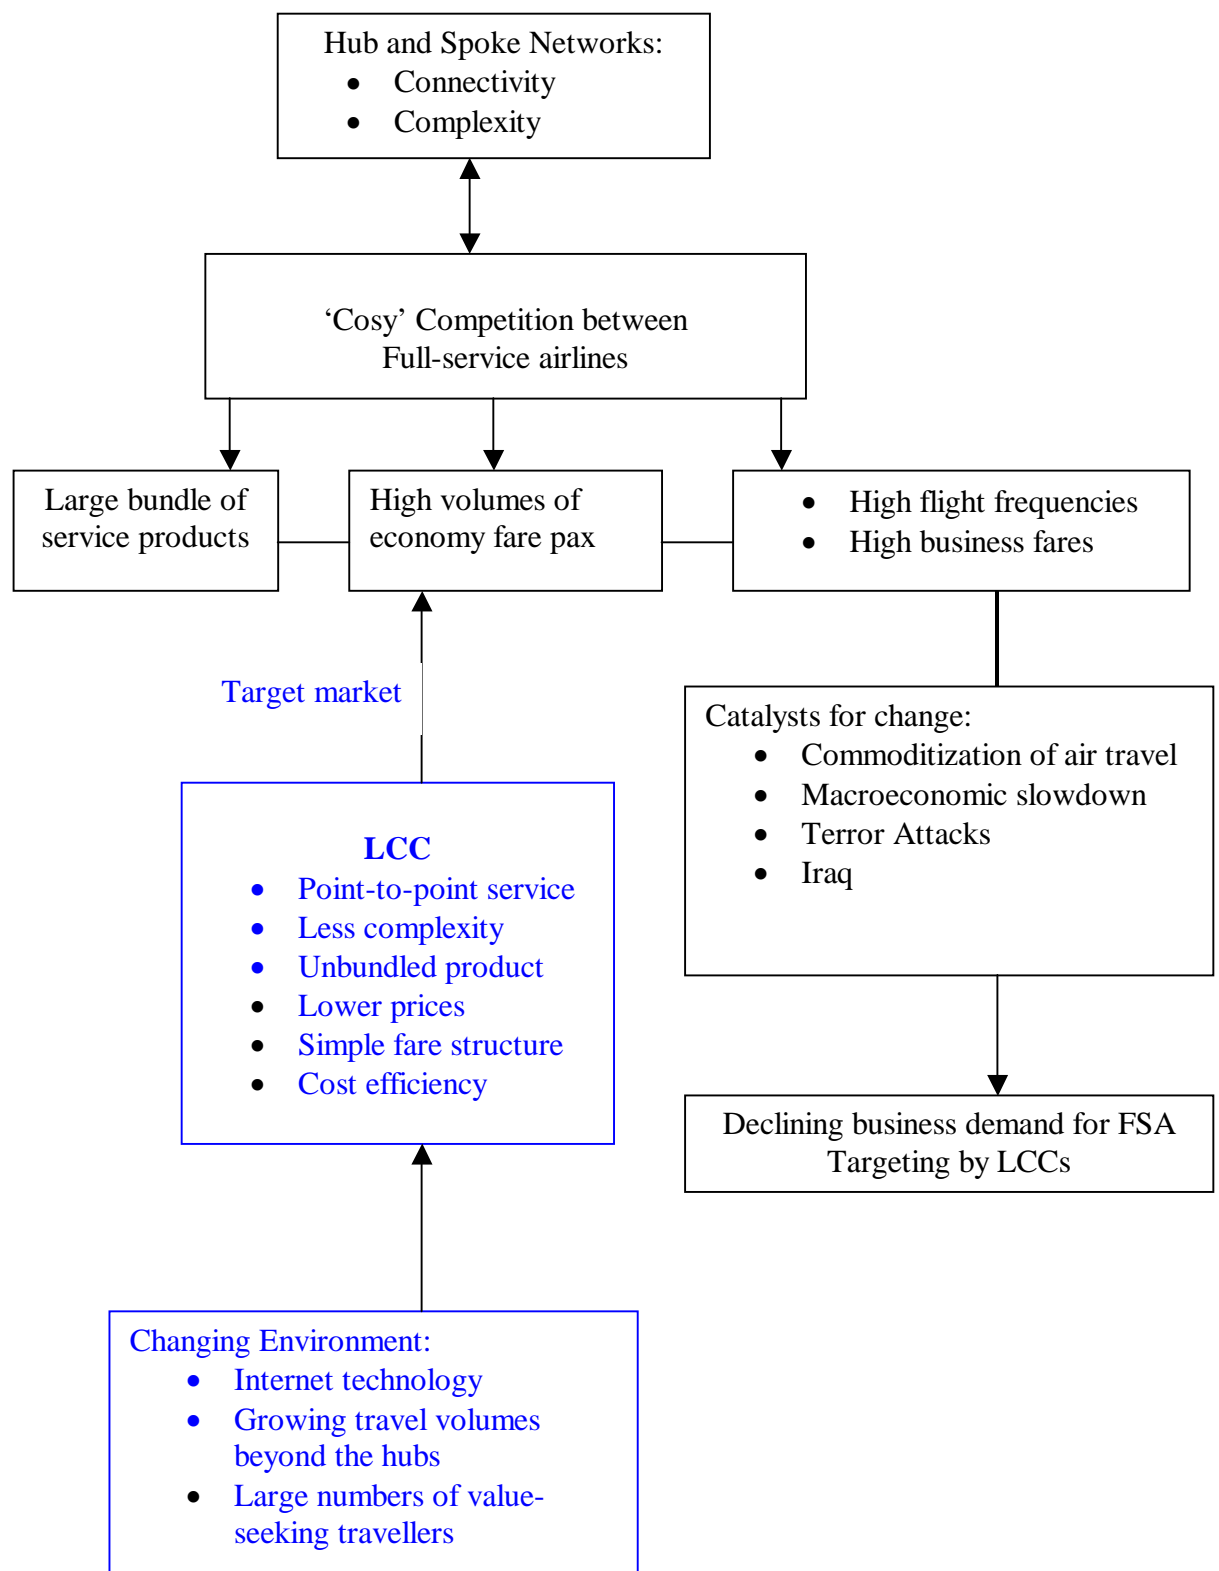 Hub and Spoke Networks:
• Connectivity
• Complexity
‘Cosy’ Competition between
Full-service airlines
Large bundle of
service products
High volumes of
economy fare pax
• High flight frequencies
• High business fares
Target market
Catalysts for change:
• Commoditization of air travel
• Macroeconomic slowdown
• Terror Attacks
• Iraq
LCC
• Point-to-point service
• Less complexity
• Unbundled product
• Lower prices
• Simple fare structure
• Cost efficiency
Declining business demand for FSA
Targeting by LCCs
Changing Environment:
• Internet technology
• Growing travel volumes
beyond the hubs
• Large numbers of value-
seeking travellers